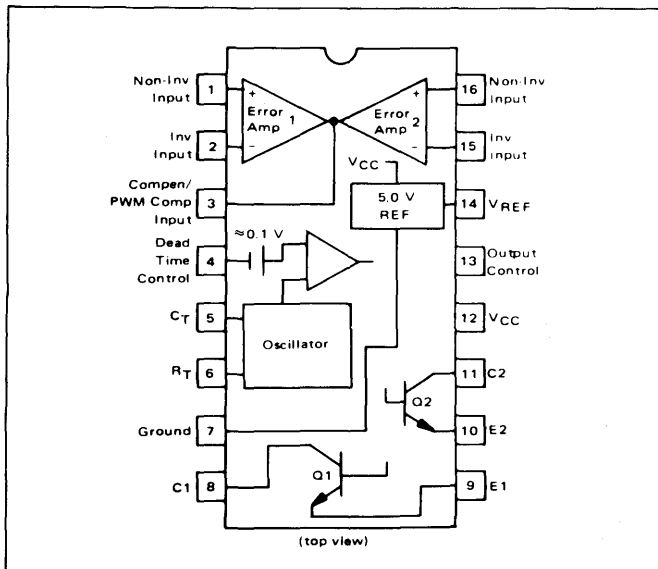 Non-Inv
Input
1
+
Error
Amp 1
−
Inv
Input
2
Compen/
PWM Comp
Input
3
Dead
Time
Control
4
≈0.1 V
CT
5
RT
6
Oscillator
Ground
7
C1
8
Q1
+
Error
Amp 2
−
16
Non-Inv
Input
15
Inv
Input
VCC
5.0 V
REF
14
VREF
13
Output
Control
12
VCC
11
C2
Q2
10
E2
9
E1
(top view)